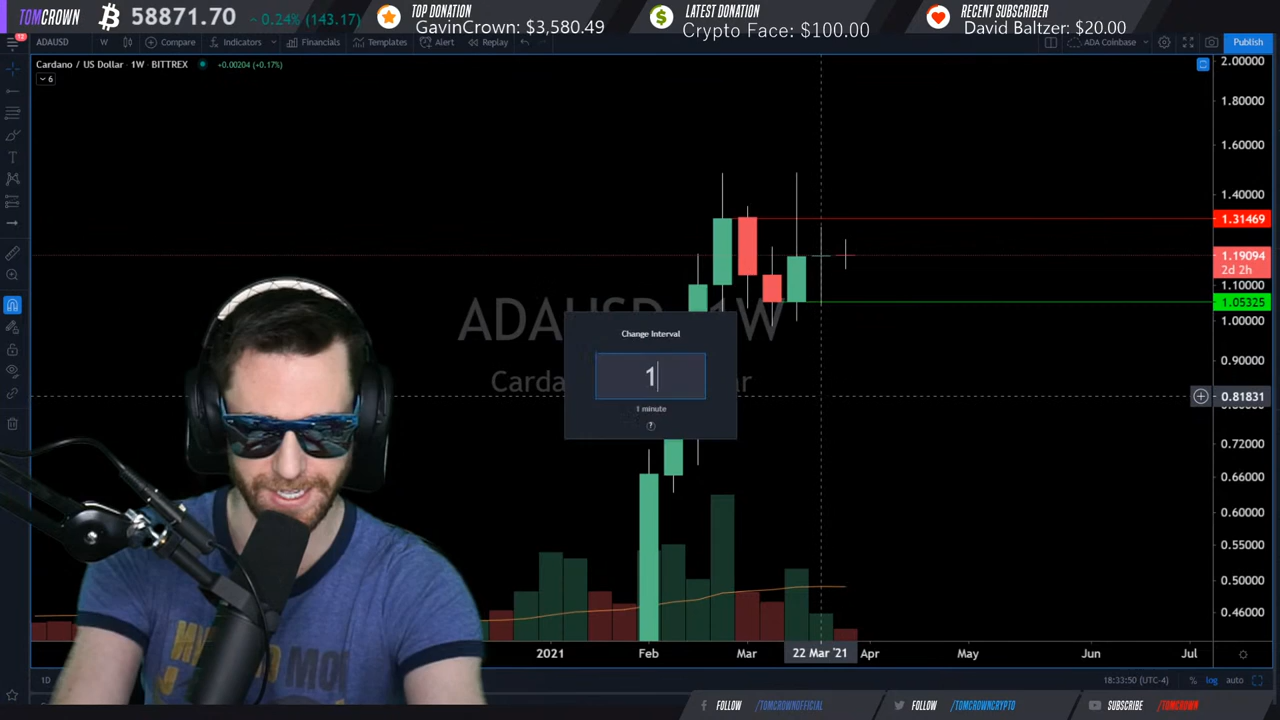 TOMCROWN
58871.70
0.24% (143.17)
TOP DONATION
GavinCrown: $3,580.49
LATEST DONATION
Crypto Face: $100.00
RECENT SUBSCRIBER
David Baltzer: $20.00
ADAUSD W Compare Indicators Financials Templates Alert Replay ADA Coinbase Publish
Cardano / US Dollar · 1W · BITTREX +0.00204 (+0.17%)
6
2.00000
1.80000
1.60000
1.40000
1.31469
1.19094
2d 2h
1.10000
1.05325
1.00000
0.90000
0.81831
0.72000
0.66000
0.60000
0.55000
0.50000
0.46000
Change Interval
1
1 minute
?
2021 Feb Mar 22 Mar '21 Apr May Jun Jul
1D 18:33:50 (UTC-4) % log auto
FOLLOW /TOMCROWNOFFICIAL FOLLOW /TOMCROWNCRYPTO SUBSCRIBE /TOMCROWN